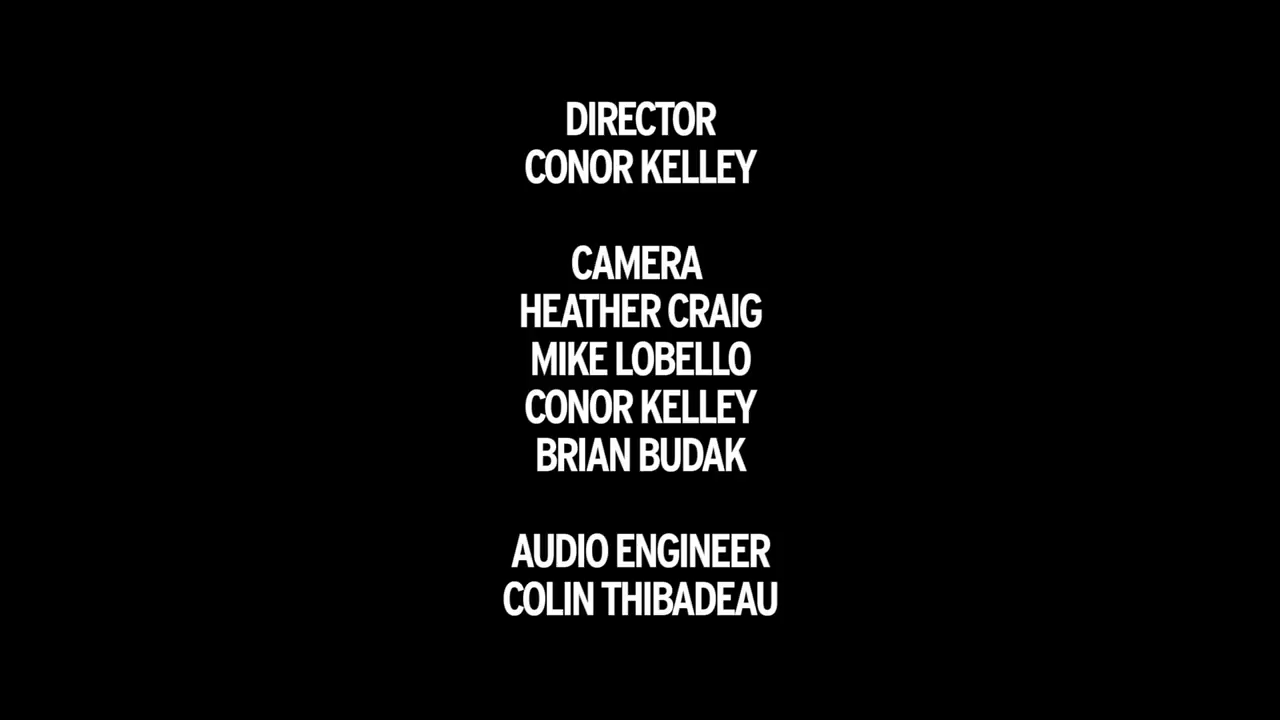 DIRECTOR
CONOR KELLEY
CAMERA
HEATHER CRAIG
MIKE LOBELLO
CONOR KELLEY
BRIAN BUDAK
AUDIO ENGINEER
COLIN THIBADEAU